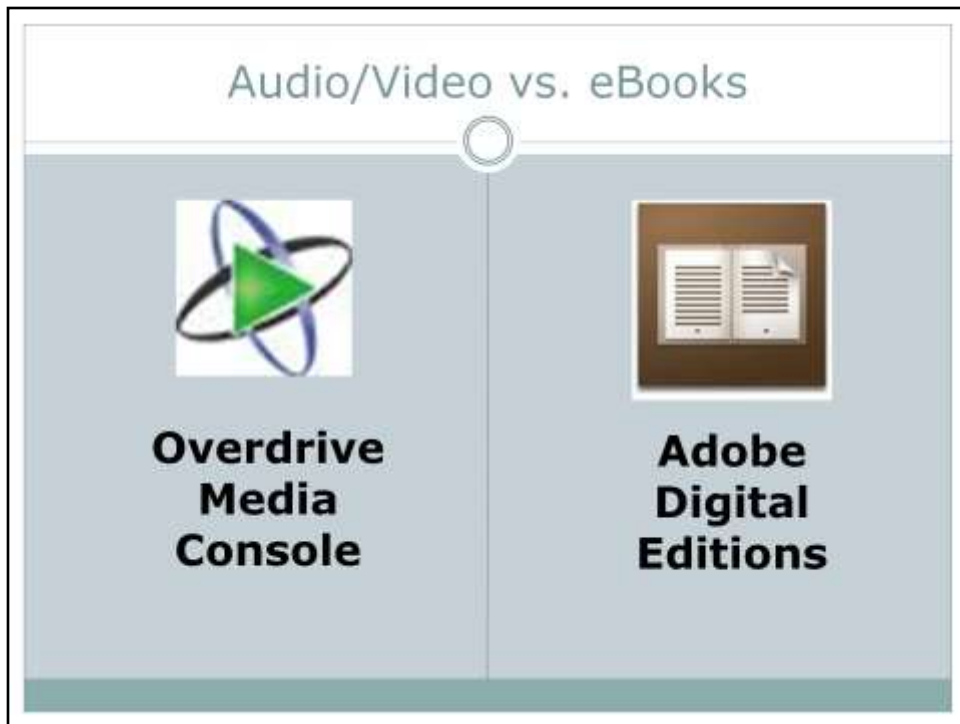 Audio/Video vs. eBooks
Overdrive
Media
Console
Adobe
Digital
Editions